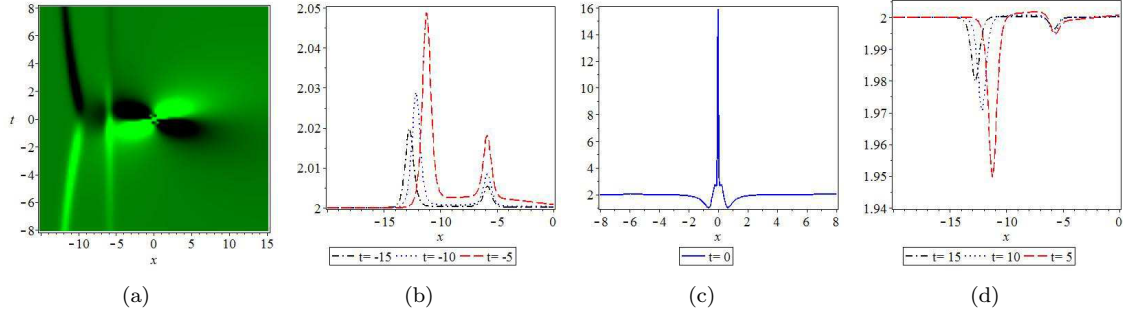 8
6
4
2
t 0
−2
−4
−6
−8
−10 −5 0 5 10 15
x
2.05
2.04
2.03
2.02
2.01
2
−15 −10 −5 0
x
t= -15 t= -10 t= -5
16
14
12
10
8
6
4
2
−8 −6 −4 −2 0 2 4 6 8
x
t= 0
2
1.99
1.98
1.97
1.96
1.95
1.94
−15 −10 −5 0
x
t= 15 t= 10 t= 5
(a) (b) (c) (d)